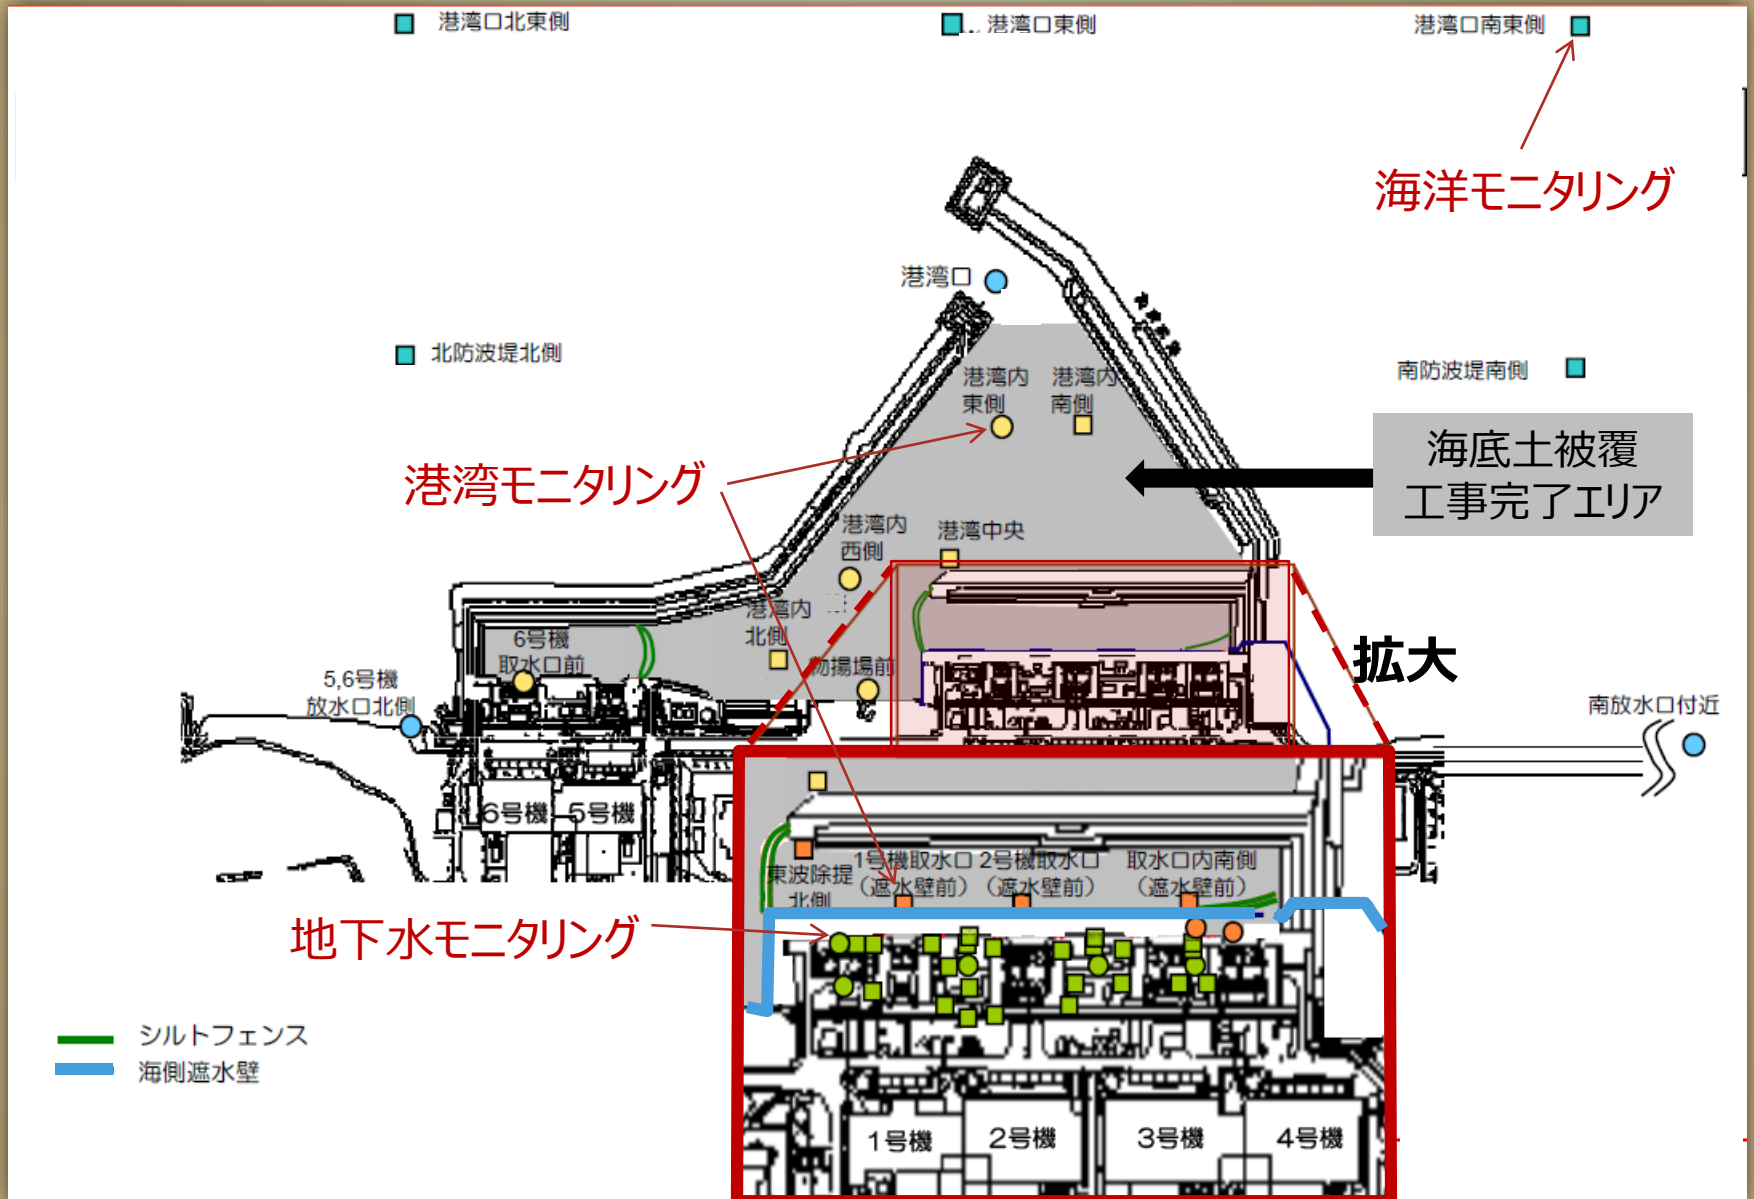 港湾口北東側
港湾口東側
港湾口南東側
海洋モニタリング
港湾口
北防波堤北側
南防波堤南側
港湾内
東側
港湾内
南側
海底土被覆
工事完了エリア
港湾モニタリング
港湾内
西側
港湾中央
港湾内
北側
6号機
取水口前
物揚場前
拡大
5,6号機
放水口北側
南放水口付近
6号機
5号機
東波除堤
北側
1号機取水口
（遮水壁前）
2号機取水口
（遮水壁前）
取水口内南側
（遮水壁前）
地下水モニタリング
シルトフェンス
海側遮水壁
1号機
2号機
3号機
4号機